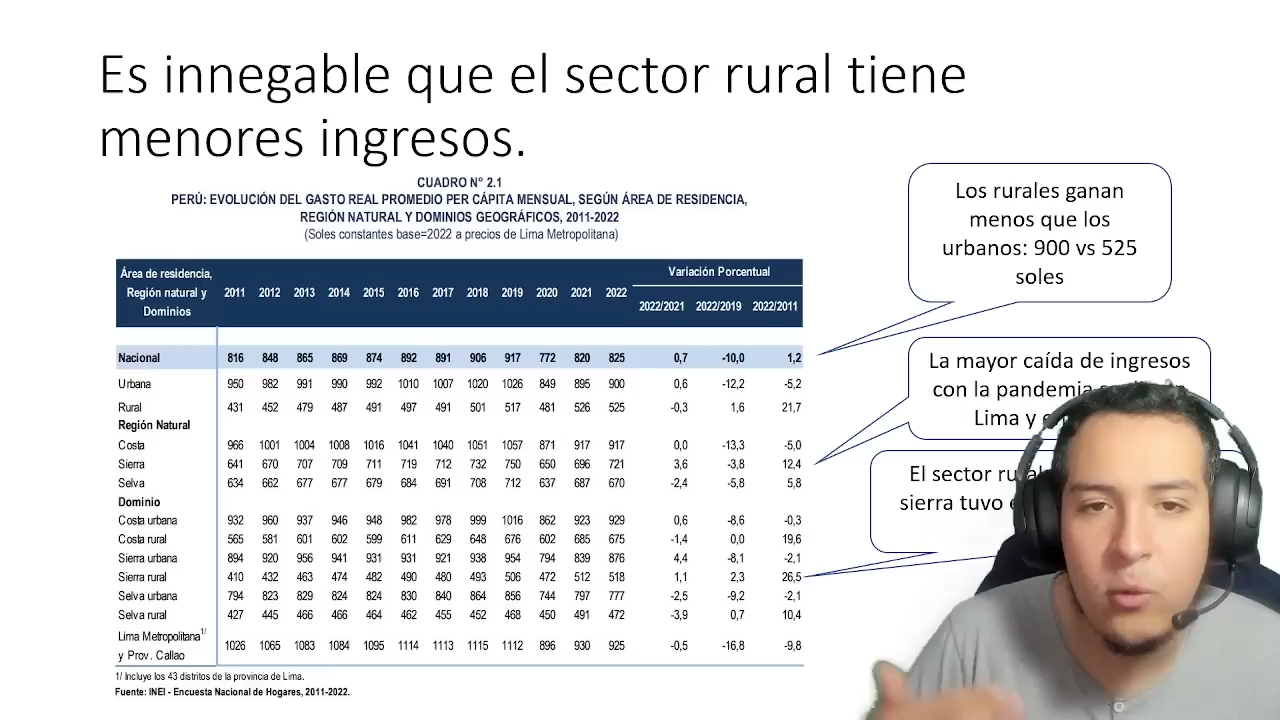 Es innegable que el sector rural tiene
menores ingresos.
CUADRO N° 2.1
PERÚ: EVOLUCIÓN DEL GASTO REAL PROMEDIO PER CÁPITA MENSUAL, SEGÚN ÁREA DE RESIDENCIA,
REGIÓN NATURAL Y DOMINIOS GEOGRÁFICOS, 2011-2022
(Soles constantes base=2022 a precios de Lima Metropolitana)
Área de residencia,
Región natural y
Dominios
2011 2012 2013 2014 2015 2016 2017 2018 2019 2020 2021 2022
Variación Porcentual
2022/2021 2022/2019 2022/2011
Nacional 816 848 865 869 874 892 891 906 917 772 820 825 0,7 -10,0 1,2
Urbana 950 982 991 990 992 1010 1007 1020 1026 849 895 900 0,6 -12,2 -5,2
Rural 431 452 479 487 491 497 491 501 517 481 526 525 -0,3 1,6 21,7
Región Natural
Costa 966 1001 1004 1008 1016 1041 1040 1051 1057 871 917 917 0,0 -13,3 -5,0
Sierra 641 670 707 709 711 719 712 732 750 650 696 721 3,6 -3,8 12,4
Selva 634 662 677 677 679 684 691 708 712 637 687 670 -2,4 -5,8 5,8
Dominio
Costa urbana 932 960 937 946 948 982 978 999 1016 862 923 929 0,6 -8,6 -0,3
Costa rural 565 581 601 602 599 611 629 648 676 602 685 675 -1,4 0,0 19,6
Sierra urbana 894 920 956 941 931 931 921 938 954 794 839 876 4,4 -8,1 -2,1
Sierra rural 410 432 463 474 482 490 480 493 506 472 512 518 1,1 2,3 26,5
Selva urbana 794 823 829 824 824 830 840 864 856 744 797 777 -2,5 -9,2 -2,1
Selva rural 427 445 466 466 464 462 455 452 468 450 491 472 -3,9 0,7 10,4
Lima Metropolitana1/
y Prov. Callao 1026 1065 1083 1084 1095 1114 1113 1115 1112 896 930 925 -0,5 -16,8 -9,8
1/ Incluye los 43 distritos de la provincia de Lima.
Fuente: INEI - Encuesta Nacional de Hogares, 2011-2022.
Los rurales ganan
menos que los
urbanos: 900 vs 525
soles
La mayor caída de ingresos
con la pandemia
Lima y
El sector
sierra tuvo